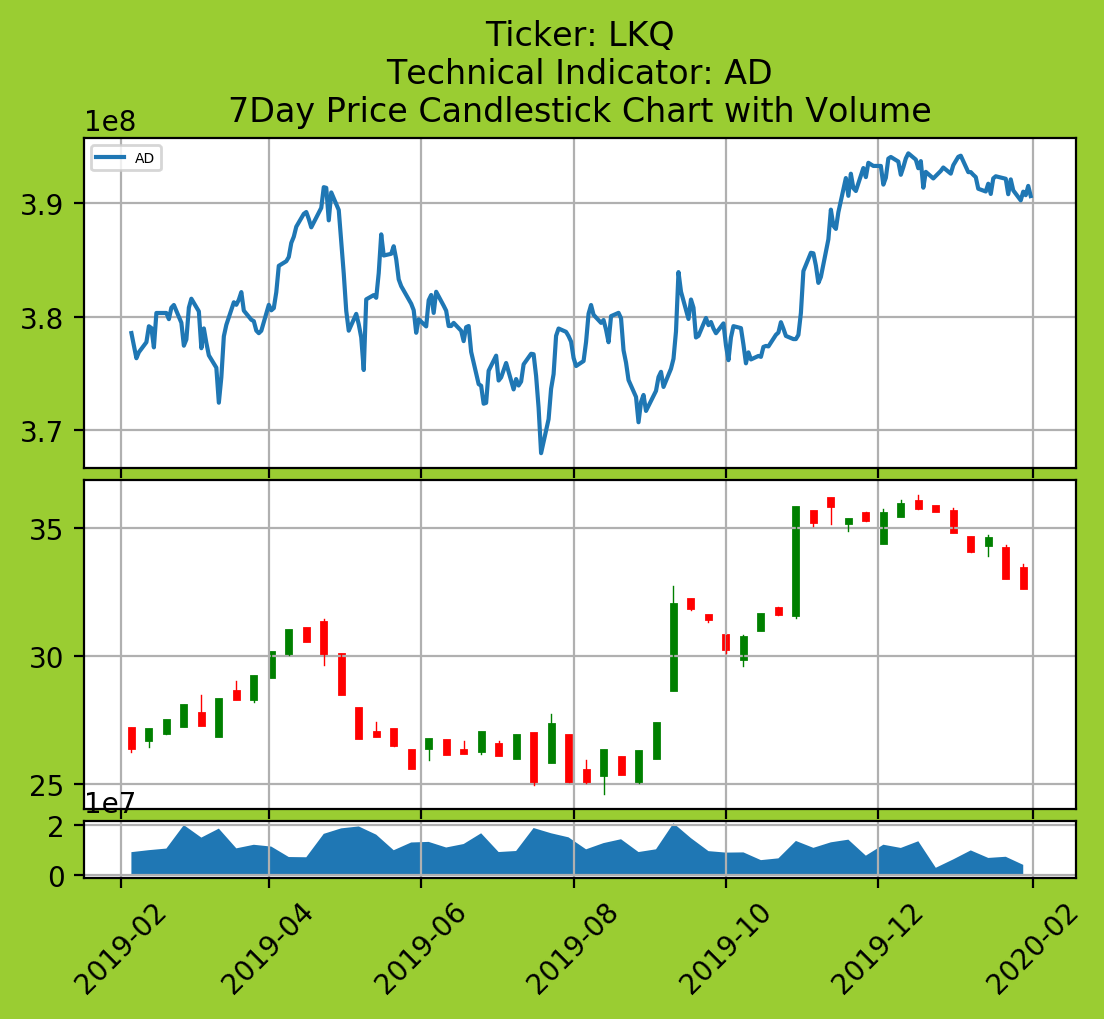 Ticker: LKQ
Technical Indicator: AD
7Day Price Candlestick Chart with Volume
1e8
AD
3.9
3.8
3.7
35
30
25
1e7
2
0
2019-02
2019-04
2019-06
2019-08
2019-10
2019-12
2020-02